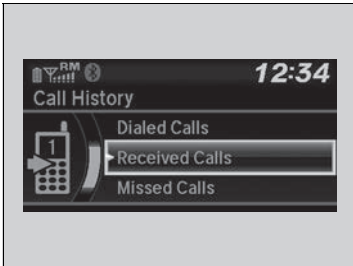 RM
12:34
Call History
1
Dialed Calls
Received Calls
Missed Calls